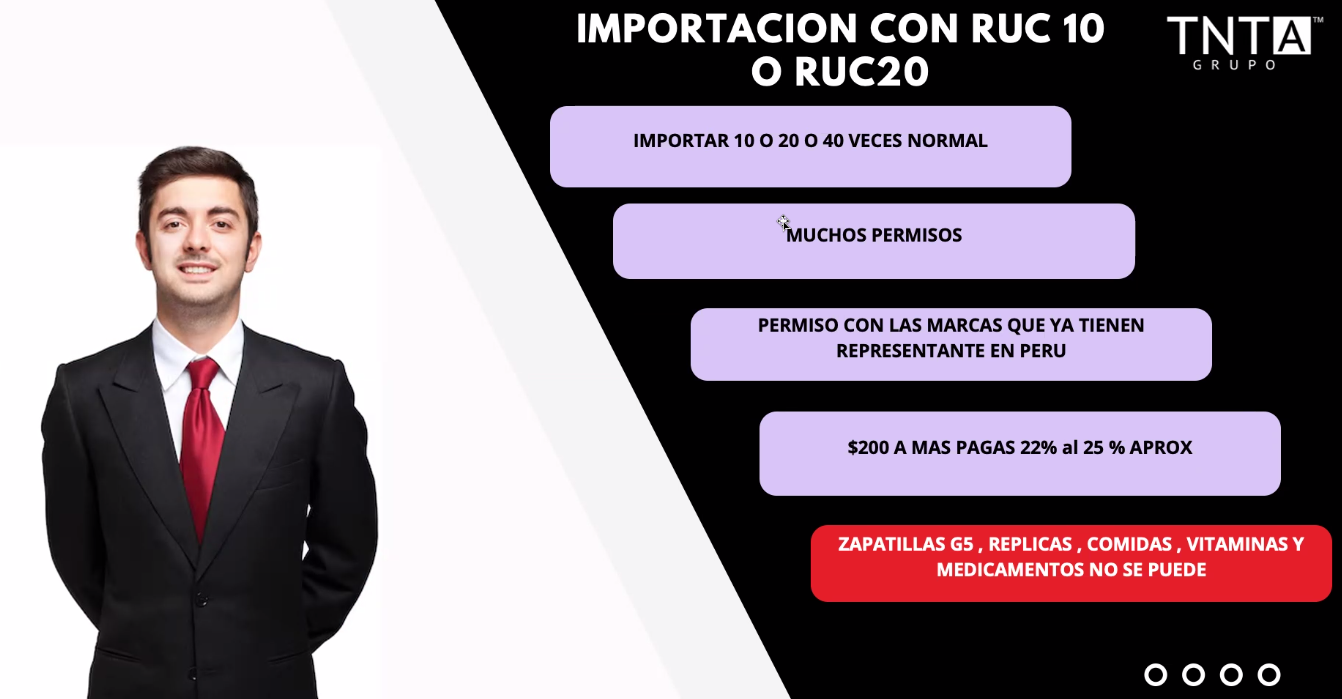 IMPORTACION CON RUC 10
O RUC20
TNTA™
GRUPO
IMPORTAR 10 O 20 O 40 VECES NORMAL
MUCHOS PERMISOS
PERMISO CON LAS MARCAS QUE YA TIENEN
REPRESENTANTE EN PERU
$200 A MAS PAGAS 22% al 25 % APROX
ZAPATILLAS G5 , REPLICAS , COMIDAS , VITAMINAS Y
MEDICAMENTOS NO SE PUEDE